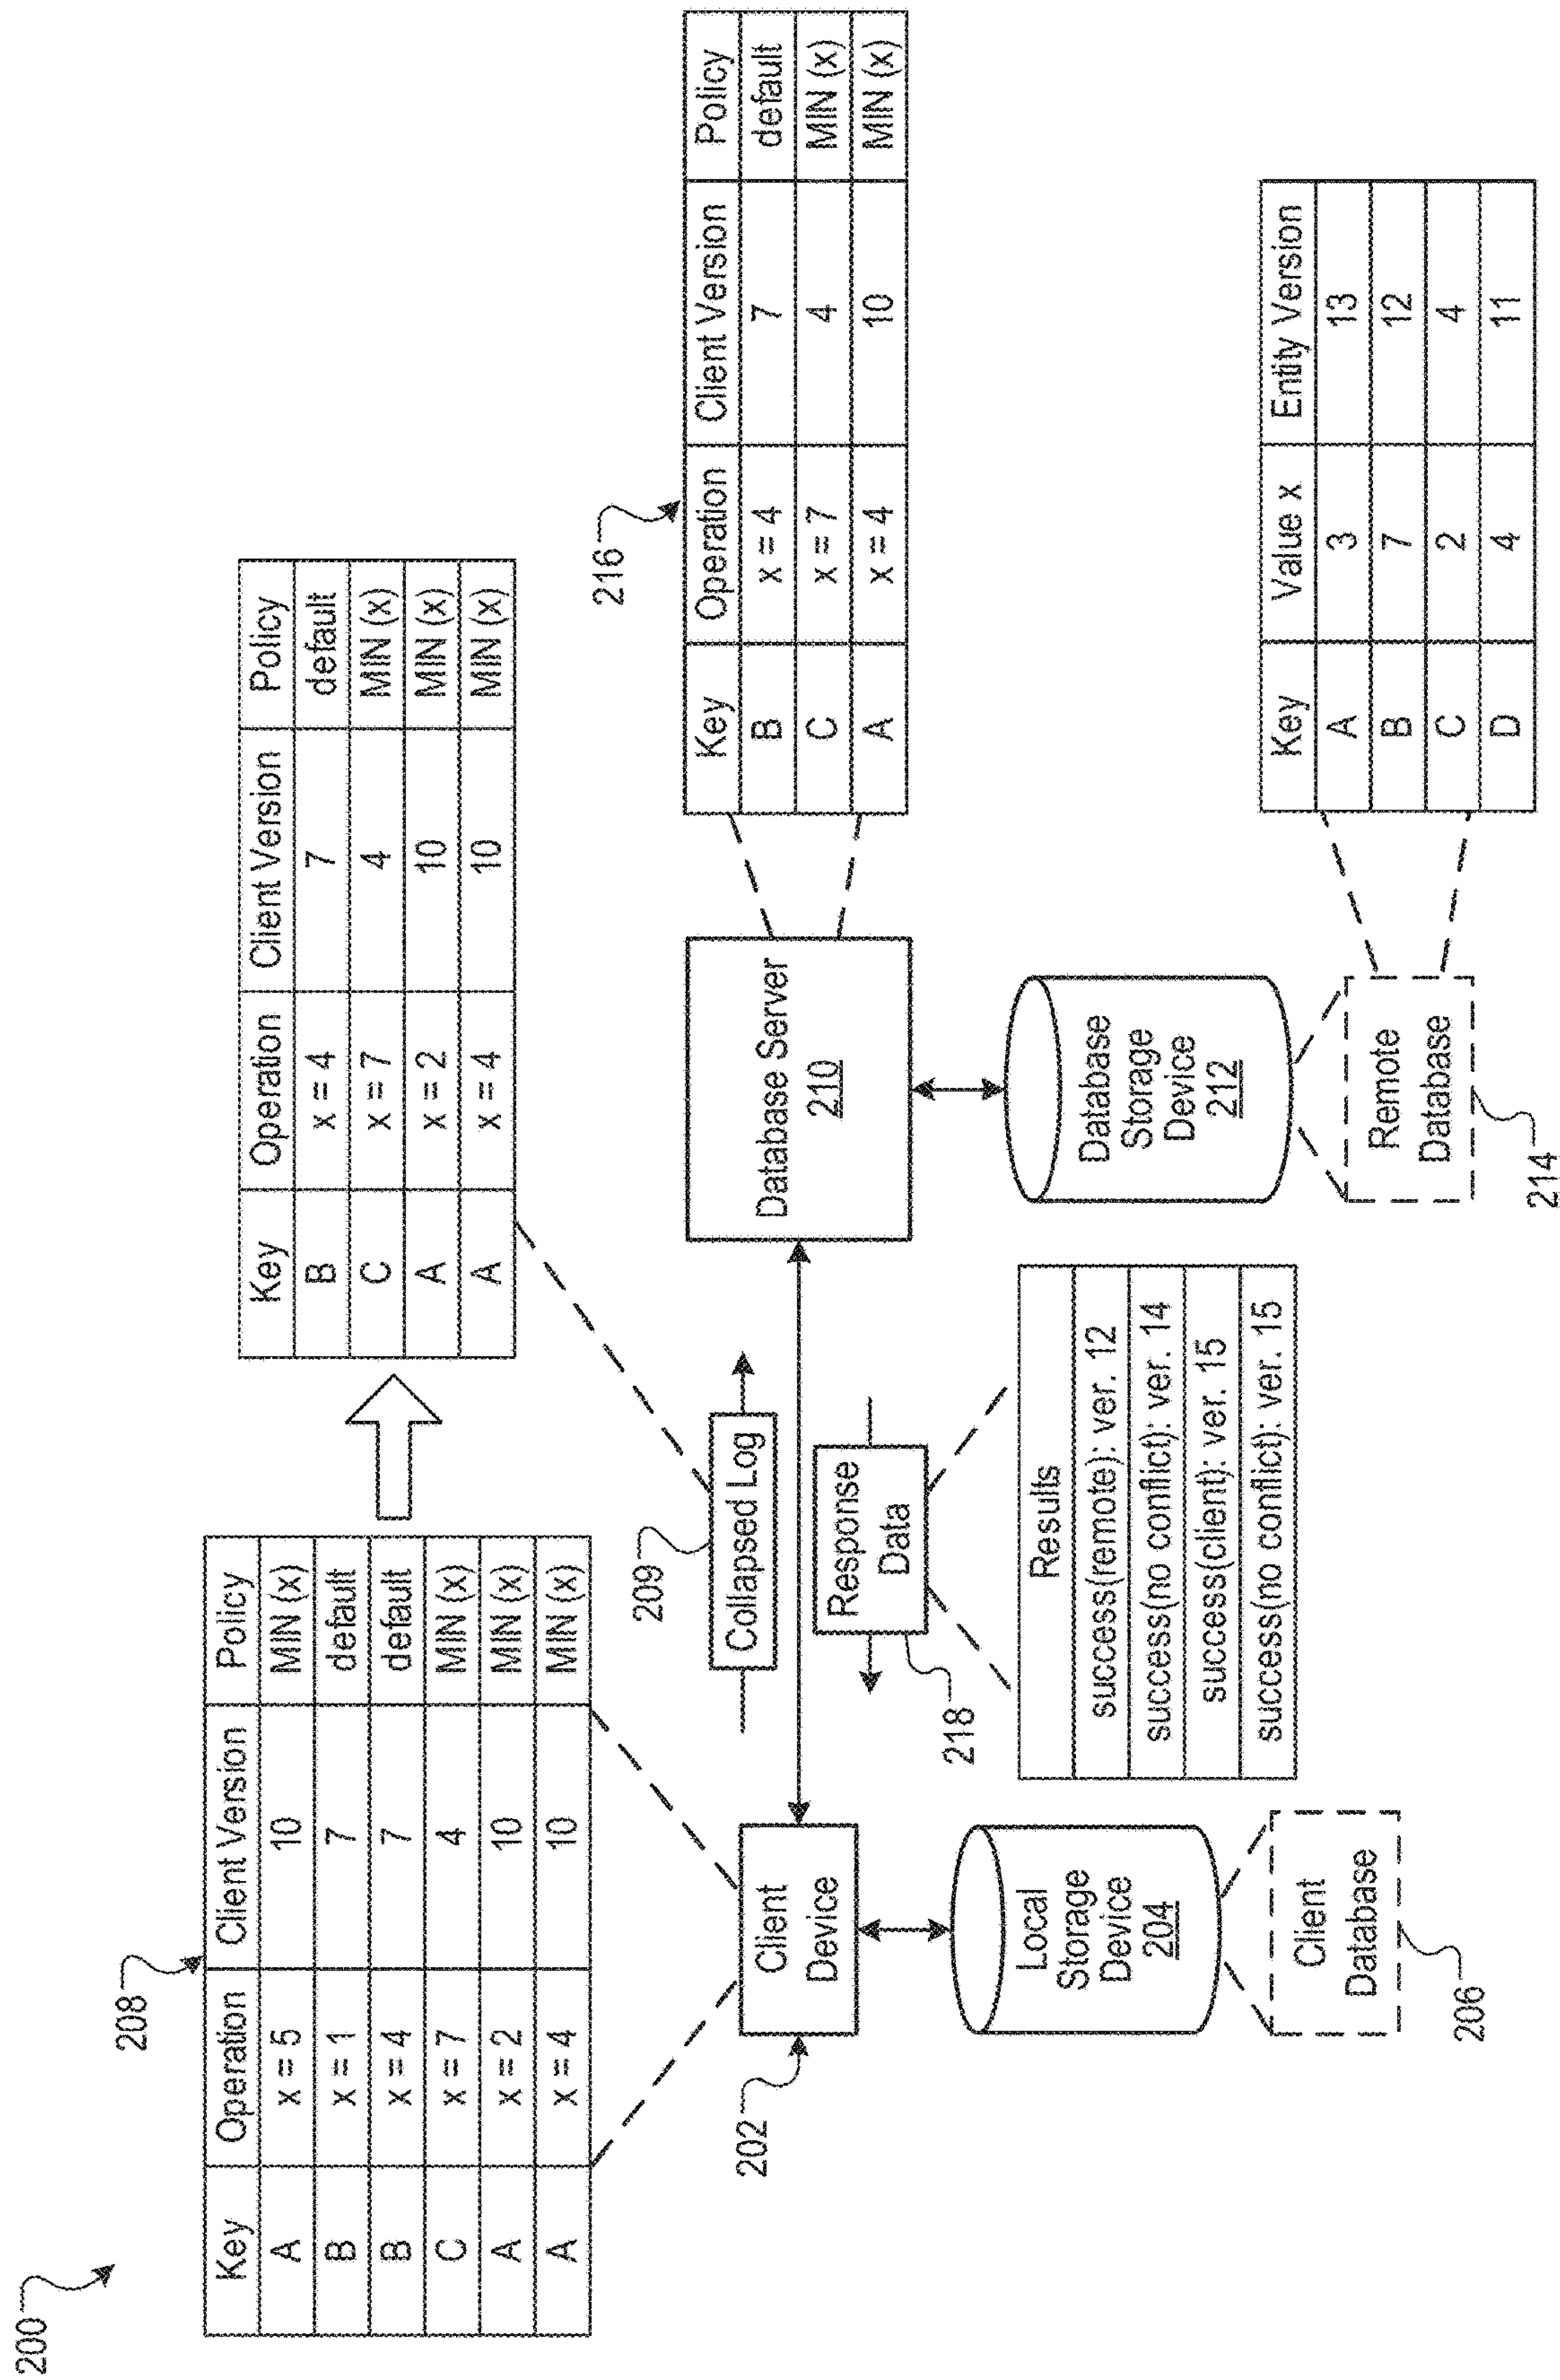 200
208
Key Operation Client Version Policy
A x = 5 10 MIN (x)
B x = 1 7 default
B x = 4 7 default
C x = 7 4 MIN (x)
A x = 2 10 MIN (x)
A x = 4 10 MIN (x)
Key Operation Client Version Policy
B x = 4 7 default
C x = 7 4 MIN (x)
A x = 2 10 MIN (x)
A x = 4 10 MIN (x)
209
Collapsed Log
216
Key Operation Client Version Policy
B x = 4 7 default
C x = 7 4 MIN (x)
A x = 4 10 MIN (x)
202
Client
Device
Response
Data
218
Database Server
210
Results
success(remote): ver. 12
success(no conflict): ver. 14
success(client): ver. 15
success(no conflict): ver. 15
Local
Storage
Device
204
Database
Storage
Device
212
Client
Database
206
Remote
Database
214
Key Value x Entity Version
A 3 13
B 7 12
C 2 4
D 4 11